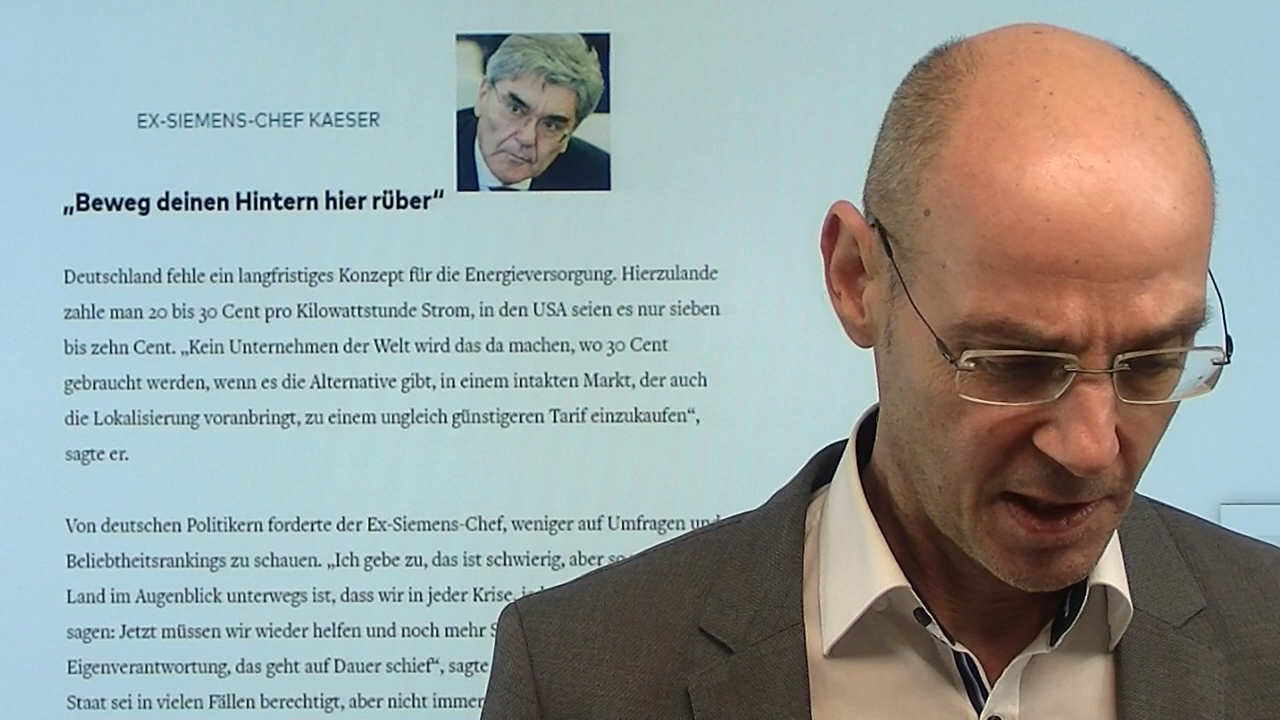 EX-SIEMENS-CHEF KAESER
„Beweg deinen Hintern hier rüber“
Deutschland fehle ein langfristiges Konzept für die Energieversorgung. Hierzulande
zahle man 20 bis 30 Cent pro Kilowattstunde Strom, in den USA seien es nur sieben
bis zehn Cent. „Kein Unternehmen der Welt wird das da machen, wo 30 Cent
gebraucht werden, wenn es die Alternative gibt, in einem intakten Markt, der auch
die Lokalisierung voranbringt, zu einem ungleich günstigeren Tarif einzukaufen“,
sagte er.
Von deutschen Politikern forderte der Ex-Siemens-Chef, weniger auf Umfragen und
Beliebtheitsrankings zu schauen. „Ich gebe zu, das ist schwierig, aber
Land im Augenblick unterwegs ist, dass wir in jeder Krise,
sagen: Jetzt müssen wir wieder helfen und noch mehr
Eigenverantwortung, das geht auf Dauer schief“, sagte
Staat sei in vielen Fällen berechtigt, aber nicht immer